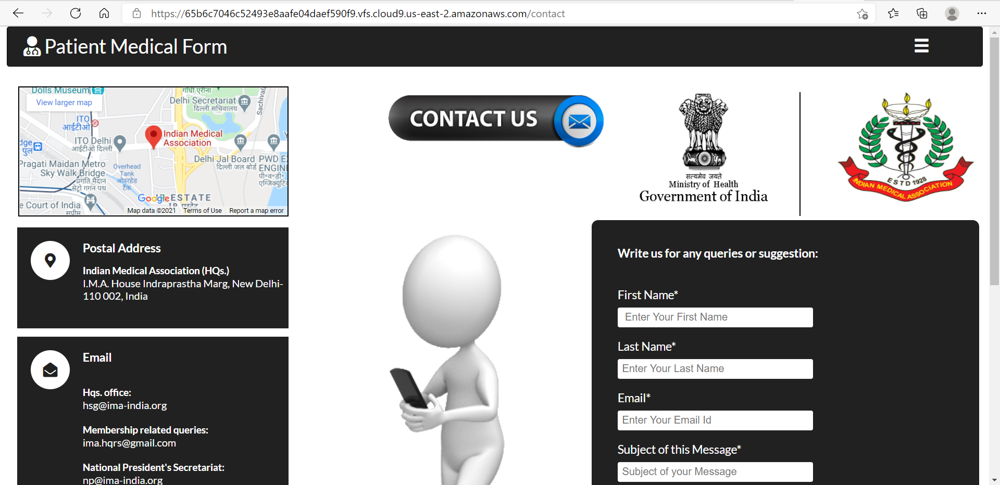 https://65b6c7046c52493e8aafe04daef590f9.vfs.cloud9.us-east-2.amazonaws.com/contact
Patient Medical Form
Dolls Museum
View larger map
गाँधी एरीना
Delhi Secretariat
दिल्ली सचिवालय
ITO
आईटीओ
Indian Medical
Association
ITO Delhi
आईटीओ दिल्ली
dge
पुल
Delhi Jal Board
दिल्ली जल बोर्ड
PWD E
ENGIN
पी॰व॰डी॰
एग्जिक्यूटि
Pragati Maidan Metro
Sky Walk Bridge
प्रगति मैदान
मेट्रो गगन पथ
Overhead
Tank
ओवरहेड
टैंक
Google
ESTATE
e Court of India
सुप्रीम
Map data ©2021
Terms of Use
Report a map error
CONTACT US
सत्यमेव जयते
Ministry of Health
Government of India
ESTD 1928
INDIAN MEDICAL ASSOCIATION
Postal Address
Indian Medical Association (HQs.)
I.M.A. House Indraprastha Marg, New Delhi-
110 002, India
Email
Hqs. office:
hsg@ima-india.org
Membership related queries:
ima.hqrs@gmail.com
National President's Secretariat:
np@ima-india.org
Write us for any queries or suggestion:
First Name*
Enter Your First Name
Last Name*
Enter Your Last Name
Email*
Enter Your Email Id
Subject of this Message*
Subject of your Message